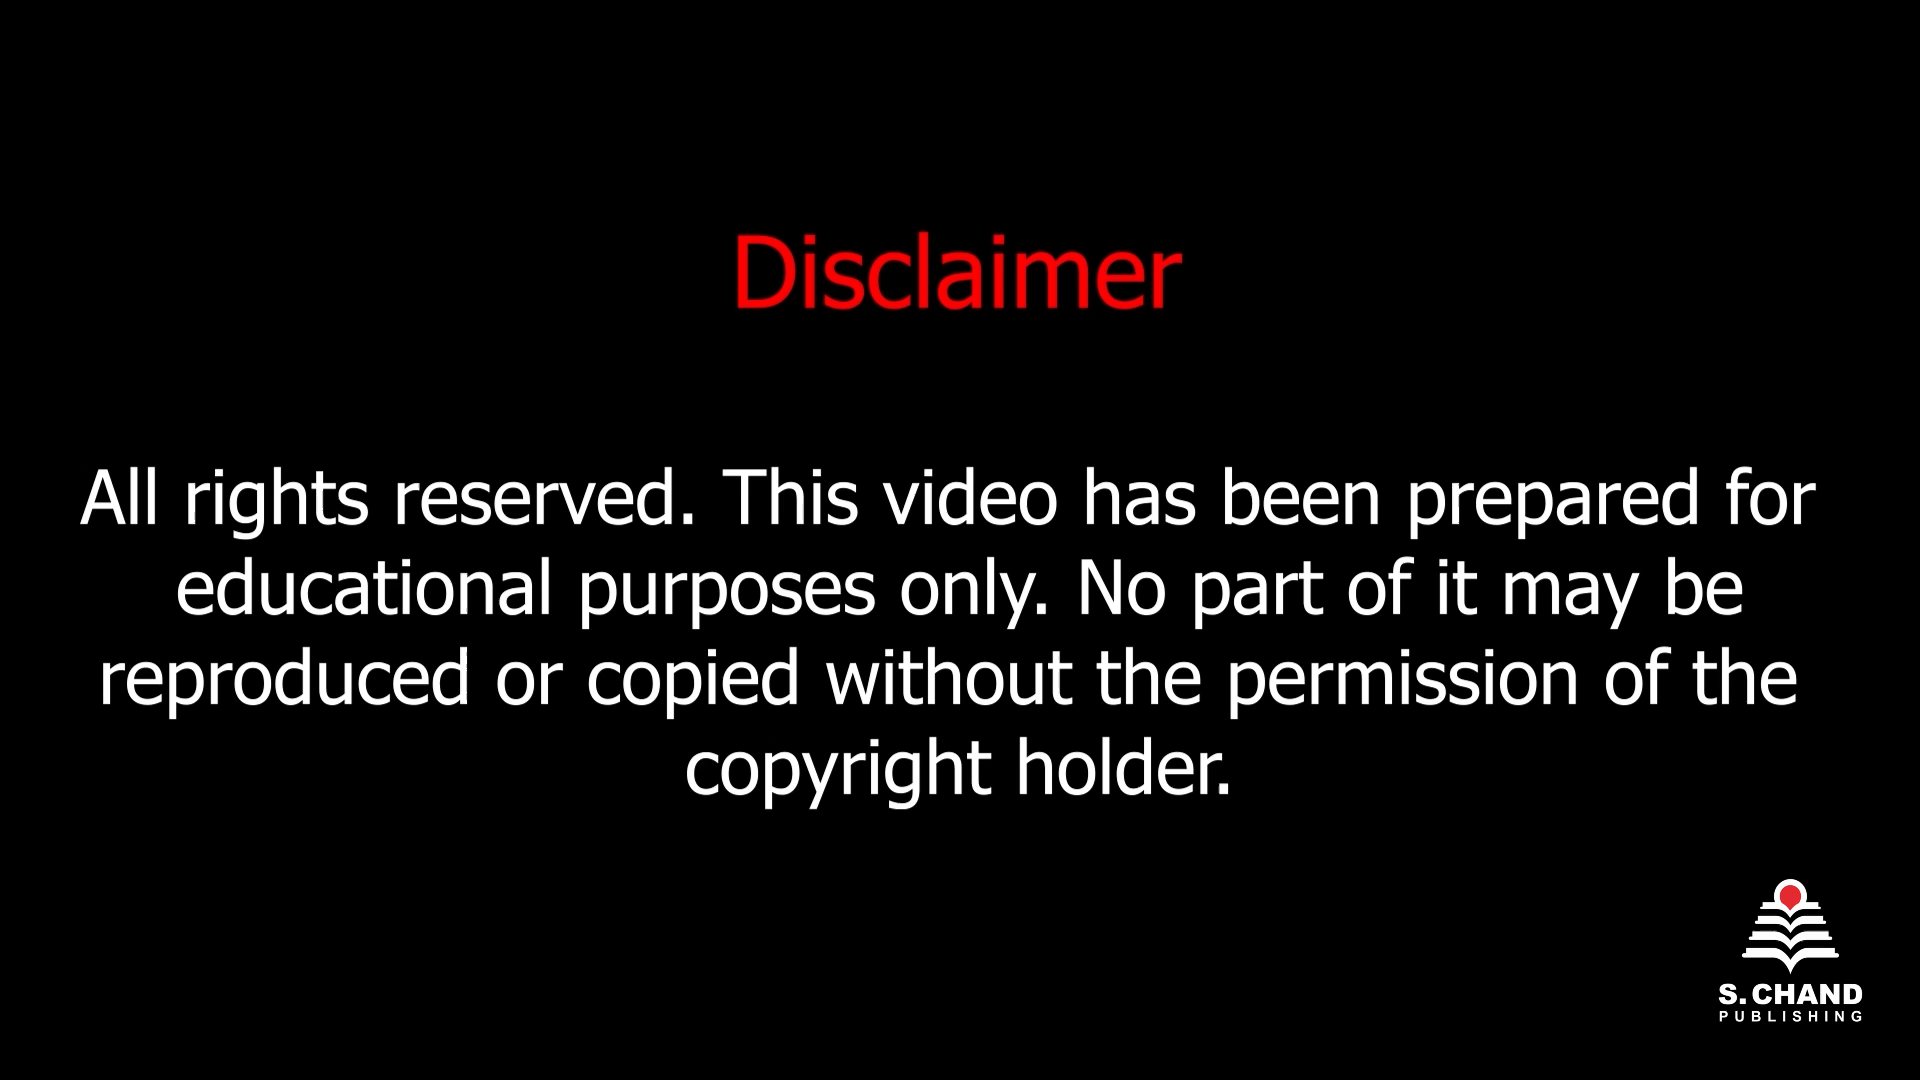 Disclaimer
All rights reserved. This video has been prepared for
educational purposes only. No part of it may be
reproduced or copied without the permission of the
copyright holder.
S. CHAND
PUBLISHING